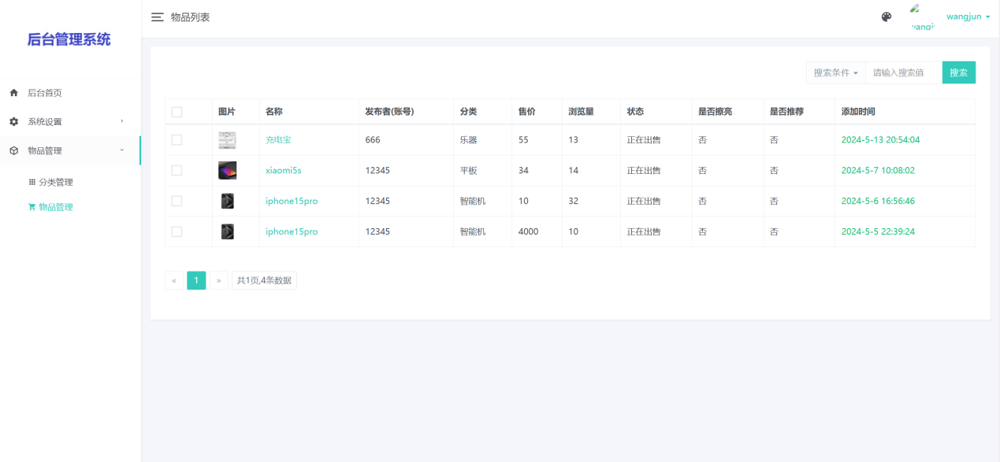 后台管理系统
物品列表
wangjun
后台首页
系统设置
物品管理
分类管理
物品管理
搜索条件 请输入搜索值 搜索
图片 名称 发布者(账号) 分类 售价 浏览量 状态 是否擦亮 是否推荐 添加时间
充电宝 666 乐器 55 13 正在出售 否 否 2024-5-13 20:54:04
xiaomi5s 12345 平板 34 14 正在出售 否 否 2024-5-7 10:08:02
iphone15pro 12345 智能机 10 32 正在出售 否 否 2024-5-6 16:56:46
iphone15pro 12345 智能机 4000 10 正在出售 否 否 2024-5-5 22:39:24
« 1 » 共1页,4条数据